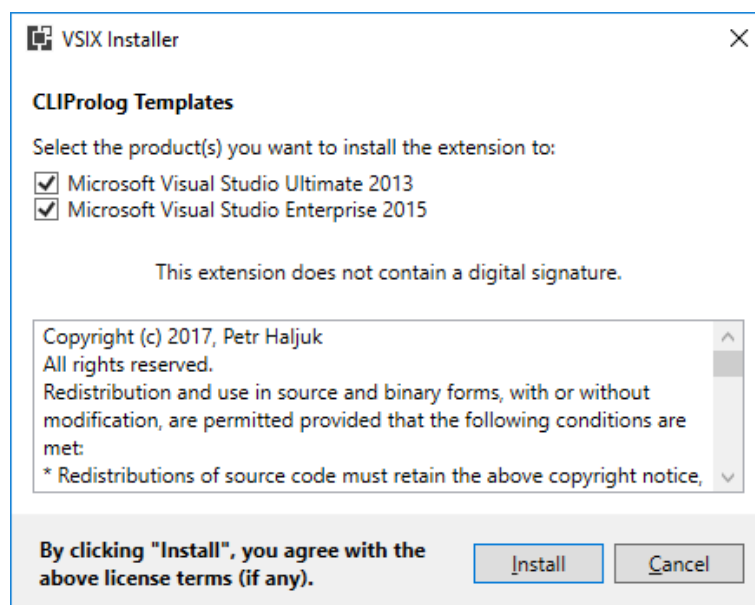 VSIX Installer
CLIProlog Templates
Select the product(s) you want to install the extension to:
Microsoft Visual Studio Ultimate 2013
Microsoft Visual Studio Enterprise 2015
This extension does not contain a digital signature.
Copyright (c) 2017, Petr Haljuk
All rights reserved.
Redistribution and use in source and binary forms, with or without
modification, are permitted provided that the following conditions are
met:
* Redistributions of source code must retain the above copyright notice,
By clicking "Install", you agree with the
above license terms (if any).
Install
Cancel